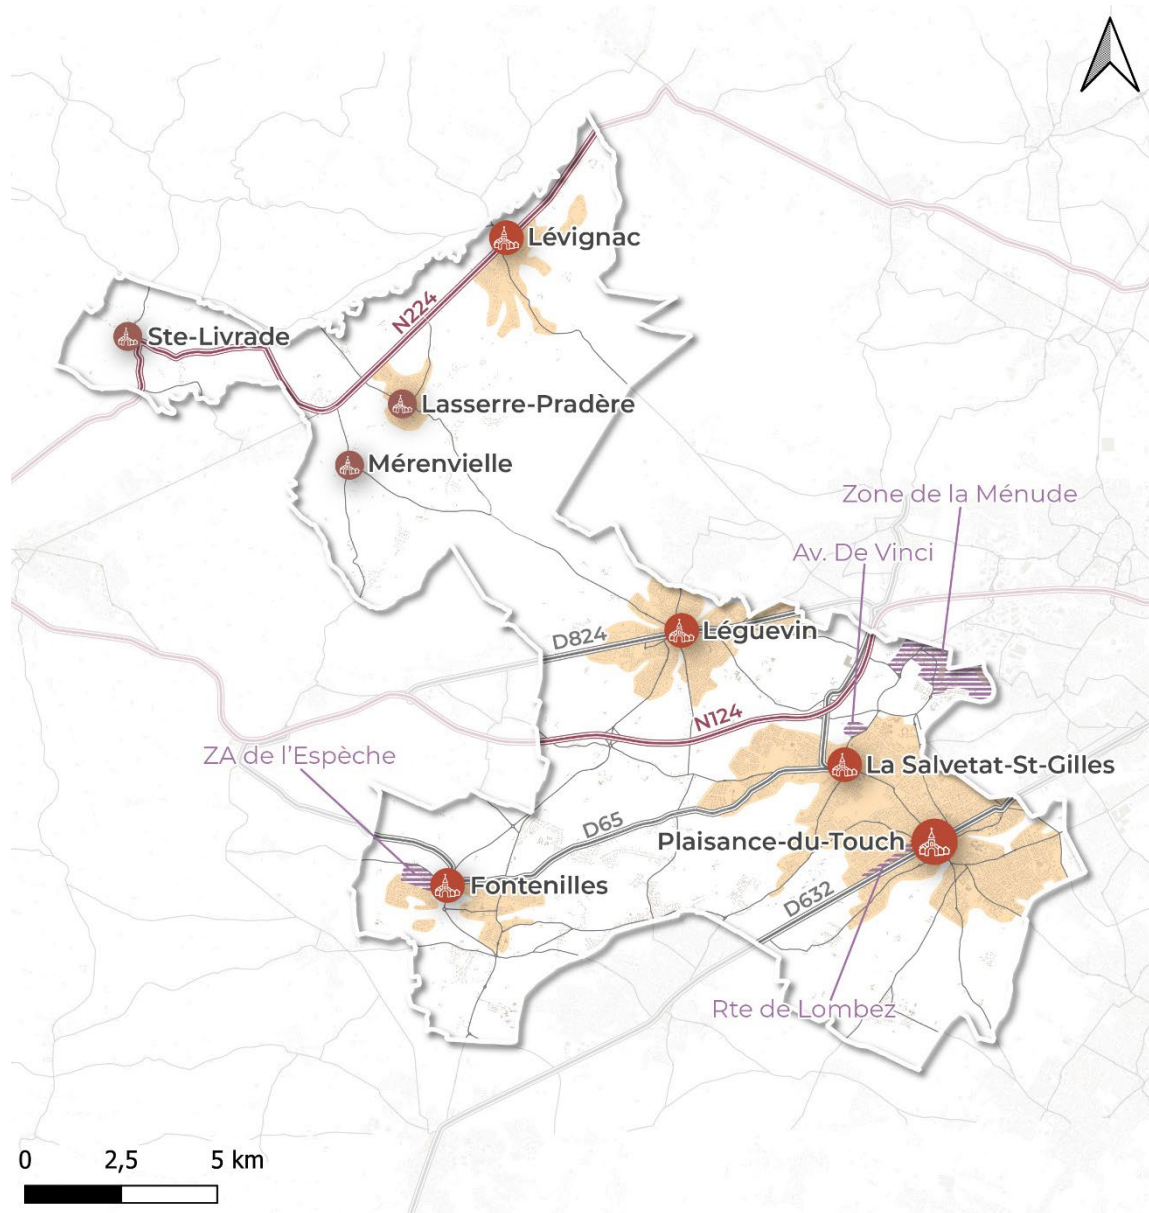 Lévignac
N224
Ste-Livrade
Lasserre-Pradère
Mérenvielle
Zone de la Ménude
Av. De Vinci
Léguevin
D824
N124
ZA de l'Espèche
La Salvetat-St-Gilles
D65
Plaisance-du-Touch
Fontenilles
D632
Rte de Lombez
0 2,5 5 km